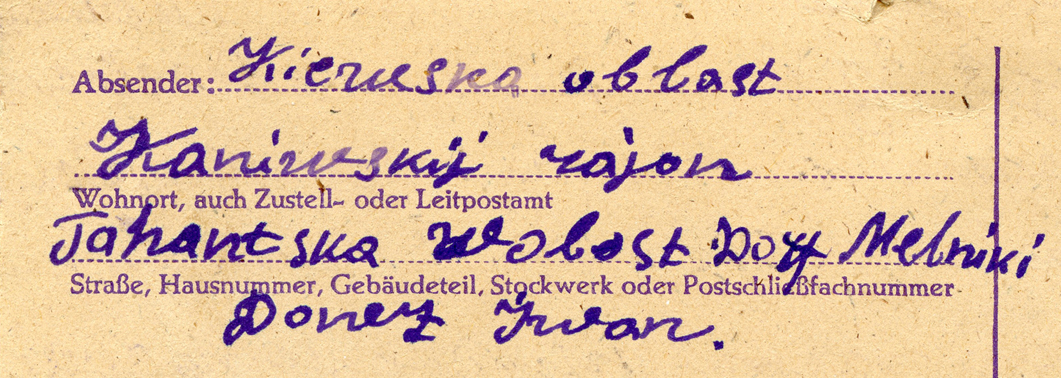 Absender: Kiewska oblast
Kaniwskij rajon
Wohnort, auch Zustell- oder Leitpostamt
Tahantska Wolost Dorf Melniki
Straße, Hausnummer, Gebäudeteil, Stockwerk oder Postschließfachnummer
Donez Iwan.